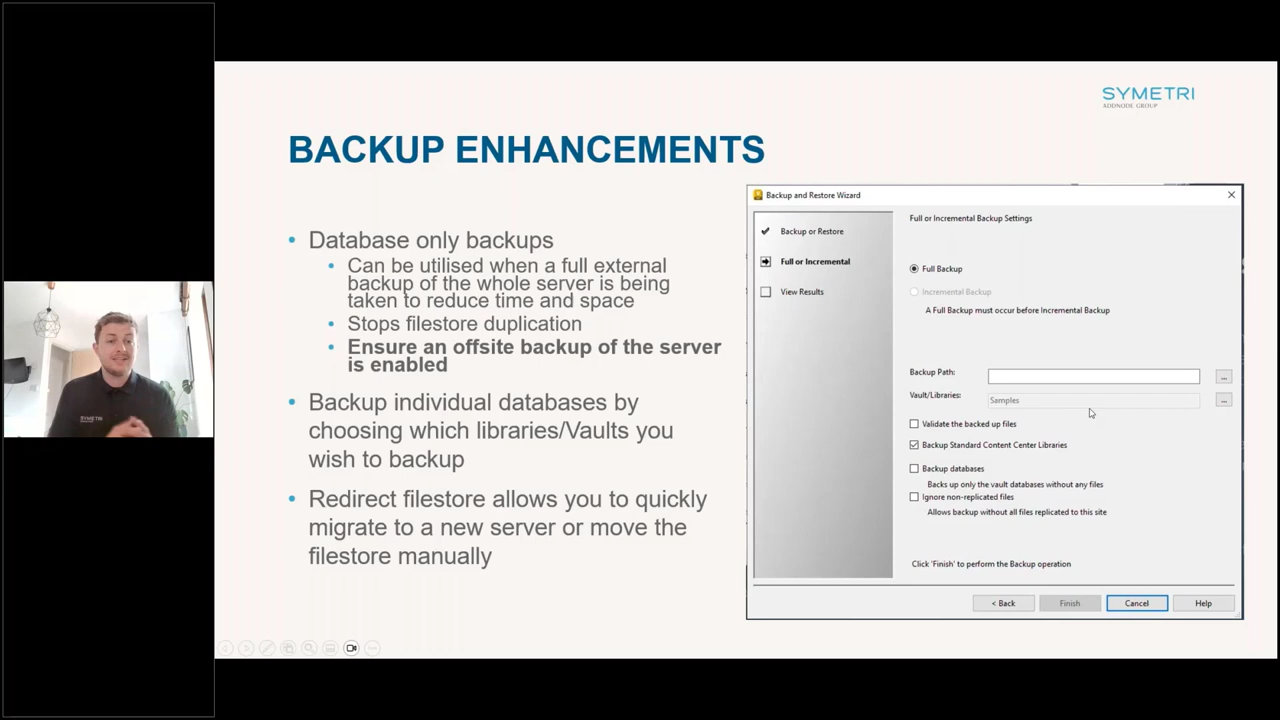 SYMETRI
ADDNODE GROUP
BACKUP ENHANCEMENTS
• Database only backups
• Can be utilised when a full external
backup of the whole server is being
taken to reduce time and space
• Stops filestore duplication
• Ensure an offsite backup of the server
is enabled
• Backup individual databases by
choosing which libraries/Vaults you
wish to backup
• Redirect filestore allows you to quickly
migrate to a new server or move the
filestore manually
Backup and Restore Wizard
Backup or Restore
Full or Incremental
View Results
Full or Incremental Backup Settings
Full Backup
Incremental Backup
A Full Backup must occur before Incremental Backup
Backup Path:
...
Vault/Libraries:
Samples
...
Validate the backed up files
Backup Standard Content Center Libraries
Backup databases
Backs up only the vault databases without any files
Ignore non-replicated files
Allows backup without all files replicated to this site
Click 'Finish' to perform the Backup operation
< Back
Finish
Cancel
Help
SYMETRI